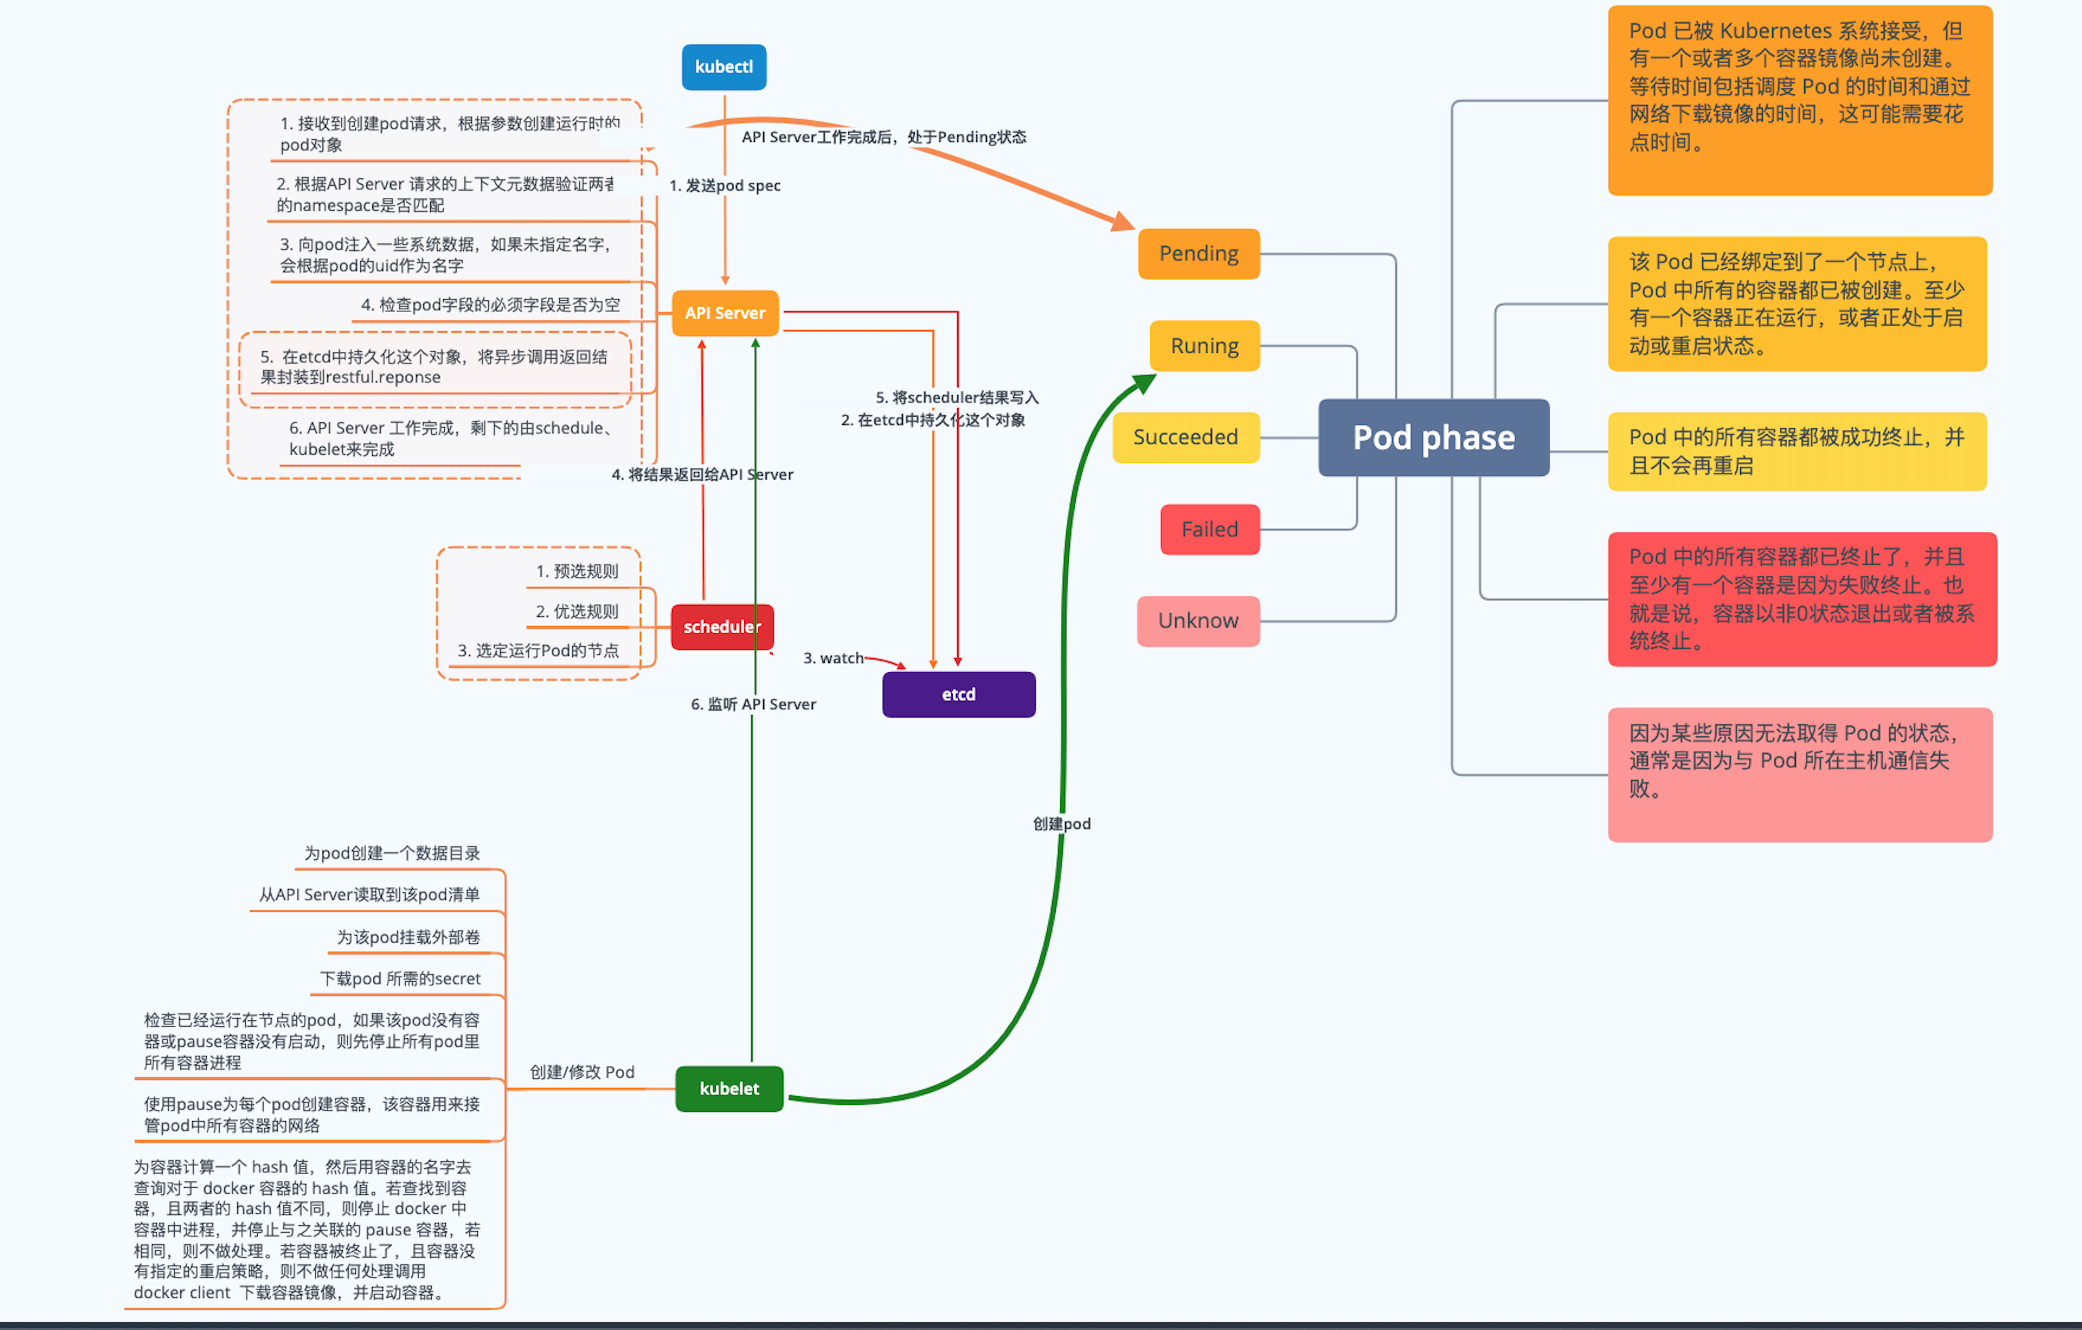 kubectl
API Server工作完成后，处于Pending状态
1. 发送pod spec
1. 接收到创建pod请求，根据参数创建运行时的
pod对象
2. 根据API Server 请求的上下文元数据验证两者
的namespace是否匹配
3. 向pod注入一些系统数据，如果未指定名字，
会根据pod的uid作为名字
4. 检查pod字段的必须字段是否为空
5. 在etcd中持久化这个对象，将异步调用返回结
果封装到restful.reponse
6. API Server 工作完成，剩下的由schedule、
kubelet来完成
API Server
5. 将scheduler结果写入
2. 在etcd中持久化这个对象
4. 将结果返回给API Server
1. 预选规则
2. 优选规则
3. 选定运行Pod的节点
scheduler
3. watch
etcd
6. 监听 API Server
创建pod
为pod创建一个数据目录
从API Server读取到该pod清单
为该pod挂载外部卷
下载pod 所需的secret
检查已经运行在节点的pod，如果该pod没有容
器或pause容器没有启动，则先停止所有pod里
所有容器进程
使用pause为每个pod创建容器，该容器用来接
管pod中所有容器的网络
为容器计算一个 hash 值，然后用容器的名字去
查询对于 docker 容器的 hash 值。若查找到容
器，且两者的 hash 值不同，则停止 docker 中
容器中进程，并停止与之关联的 pause 容器，若
相同，则不做处理。若容器被终止了，且容器没
有指定的重启策略，则不做任何处理调用
docker client 下载容器镜像，并启动容器。
创建/修改 Pod
kubelet
Pending
Runing
Succeeded
Failed
Unknow
Pod phase
Pod 已被 Kubernetes 系统接受，但
有一个或者多个容器镜像尚未创建。
等待时间包括调度 Pod 的时间和通过
网络下载镜像的时间，这可能需要花
点时间。
该 Pod 已经绑定到了一个节点上，
Pod 中所有的容器都已被创建。至少
有一个容器正在运行，或者正处于启
动或重启状态。
Pod 中的所有容器都被成功终止，并
且不会再重启
Pod 中的所有容器都已终止了，并且
至少有一个容器是因为失败终止。也
就是说，容器以非0状态退出或者被系
统终止。
因为某些原因无法取得 Pod 的状态，
通常是因为与 Pod 所在主机通信失
败。